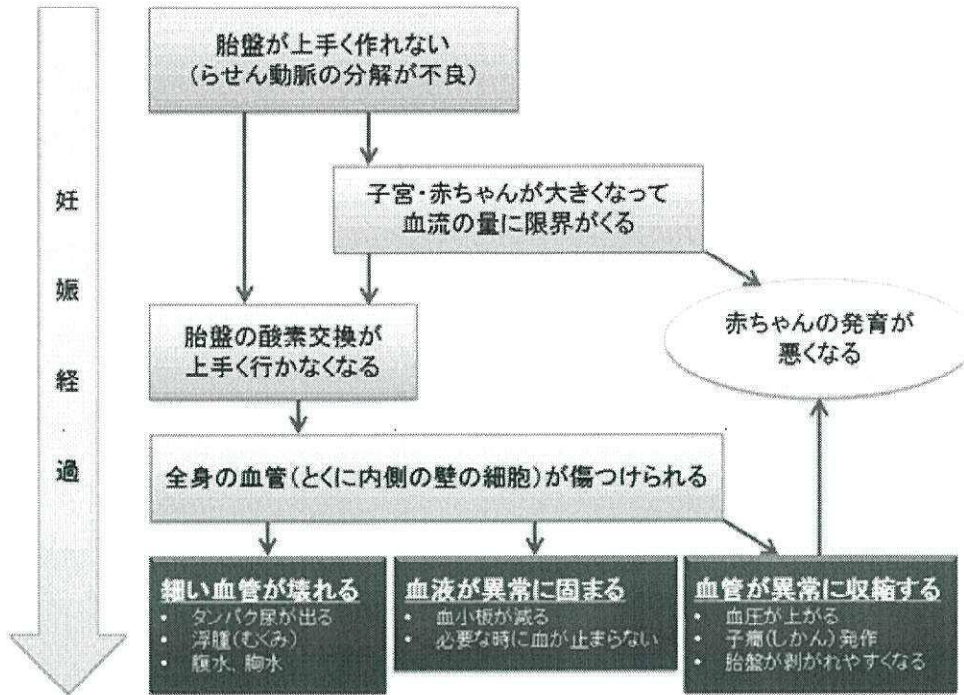 胎盤が上手く作れない
(らせん動脈の分解が不良)
子宮・赤ちゃんが大きくなって
血流の量に限界がくる
妊娠経過
胎盤の酸素交換が
上手く行かなくなる
赤ちゃんの発育が
悪くなる
全身の血管(とくに内側の壁の細胞)が傷つけられる
細い血管が壊れる
• タンパク尿が出る
• 浮腫(むくみ)
• 腹水、胸水
血液が異常に固まる
• 血小板が減る
• 必要な時に血が止まらない
血管が異常に収縮する
• 血圧が上がる
• 子癇(しかん)発作
• 胎盤が剥がれやすくなる